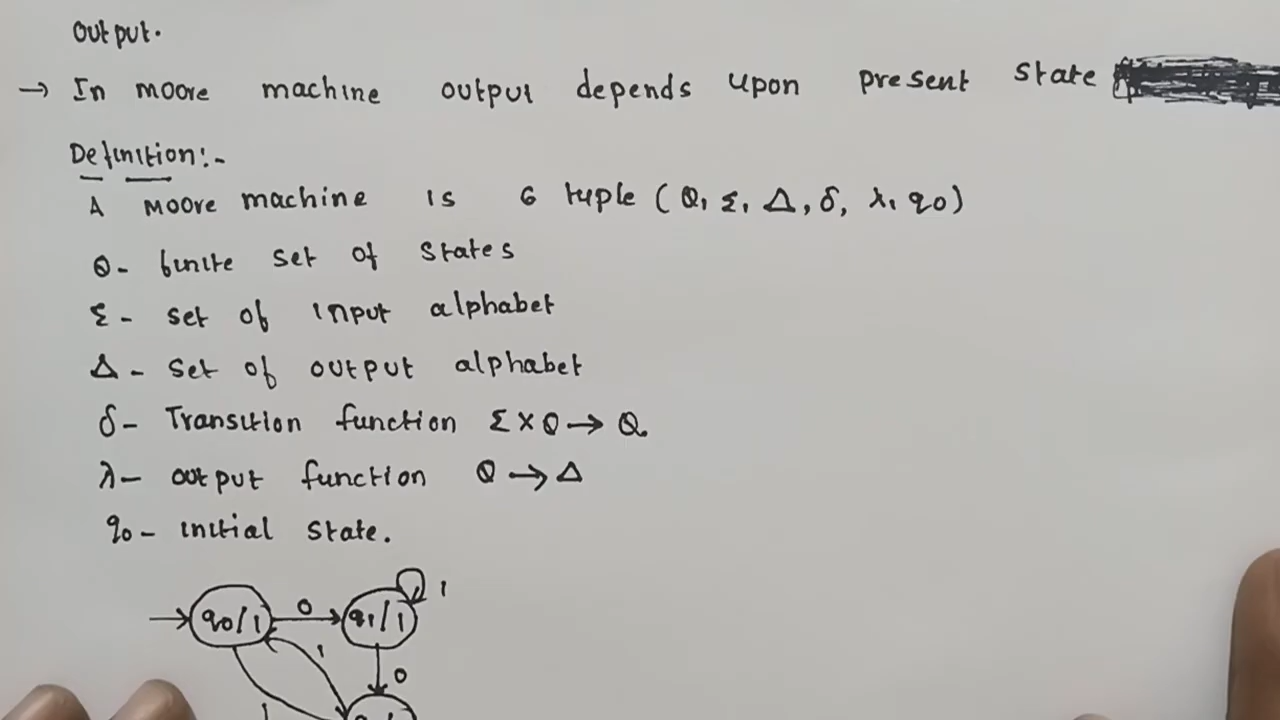 output.
→ In moore machine output depends upon present state
Definition:-
A moore machine is 6 tuple (Q, Σ, Δ, δ, λ, q0)
Q- finite set of states
Σ- set of input alphabet
Δ- set of output alphabet
δ- Transition function Σ×Q→Q
λ- output function Q→Δ
q0- initial state.
1
q0/1 0 q1/1
1 0
1